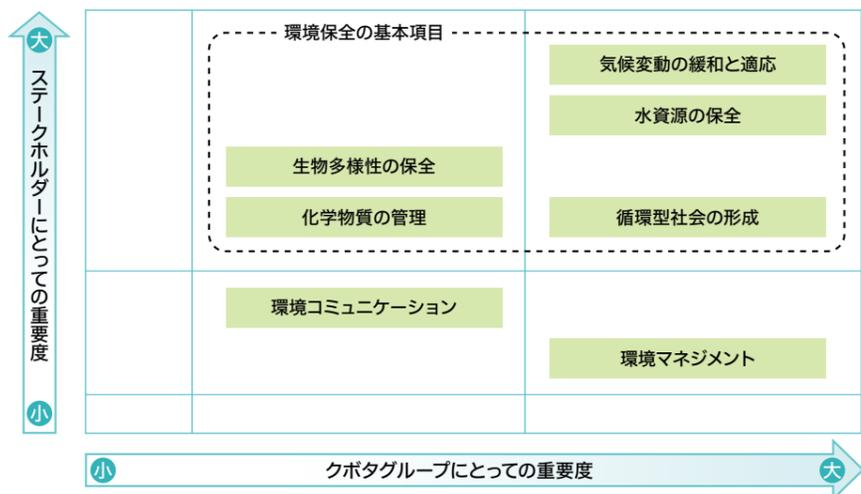 大
ステークホルダーにとっての重要度
小
環境保全の基本項目
気候変動の緩和と適応
水資源の保全
生物多様性の保全
化学物質の管理
循環型社会の形成
環境コミュニケーション
環境マネジメント
小
クボタグループにとっての重要度
大